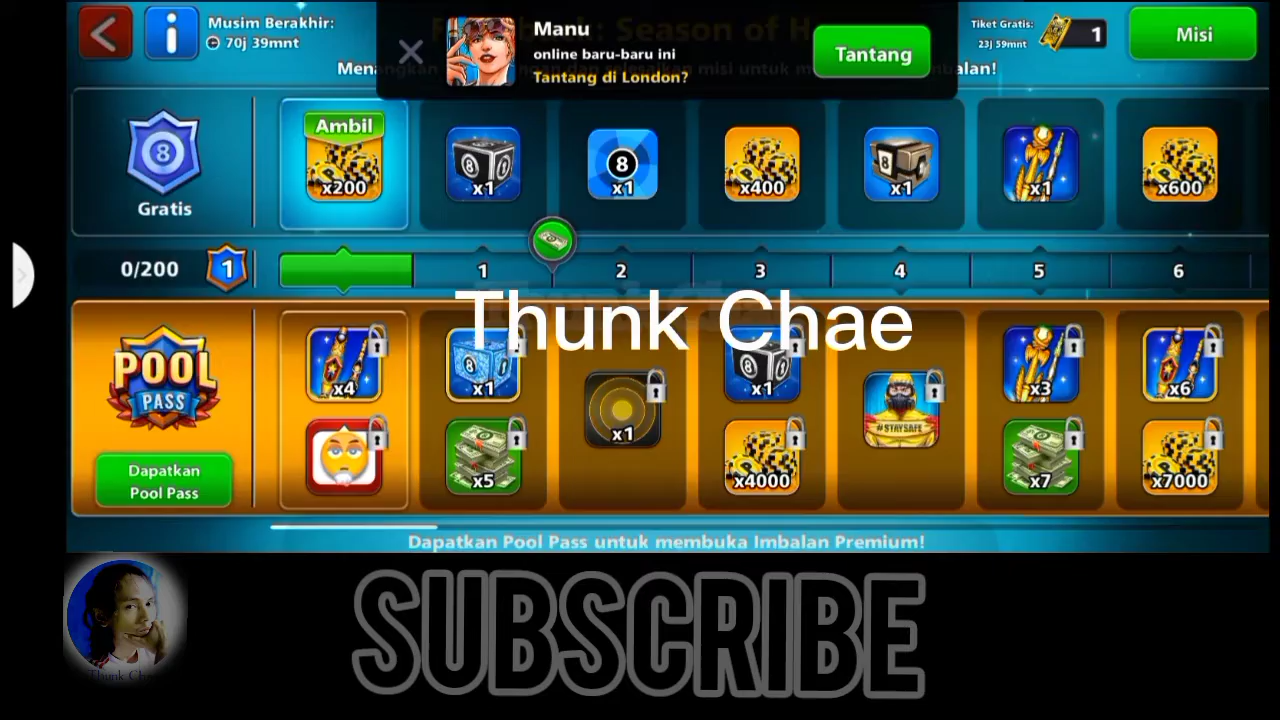 Musim Berakhir:
70j 39mnt
Manu
online baru-baru ini
Tantang di London?
Tantang
Tiket Gratis:
23j 59mnt
1
Misi
8
Gratis
Ambil
x200
x1
8
x1
x400
8
x1
x1
x600
0/200
1
1
2
3
4
5
6
Thunk Chae
POOL
PASS
Dapatkan
Pool Pass
x4
x1
x5
x1
x1
x4000
#STAYSAFE
x3
x7
x6
x7000
Dapatkan Pool Pass untuk membuka Imbalan Premium!
SUBSCRIBE